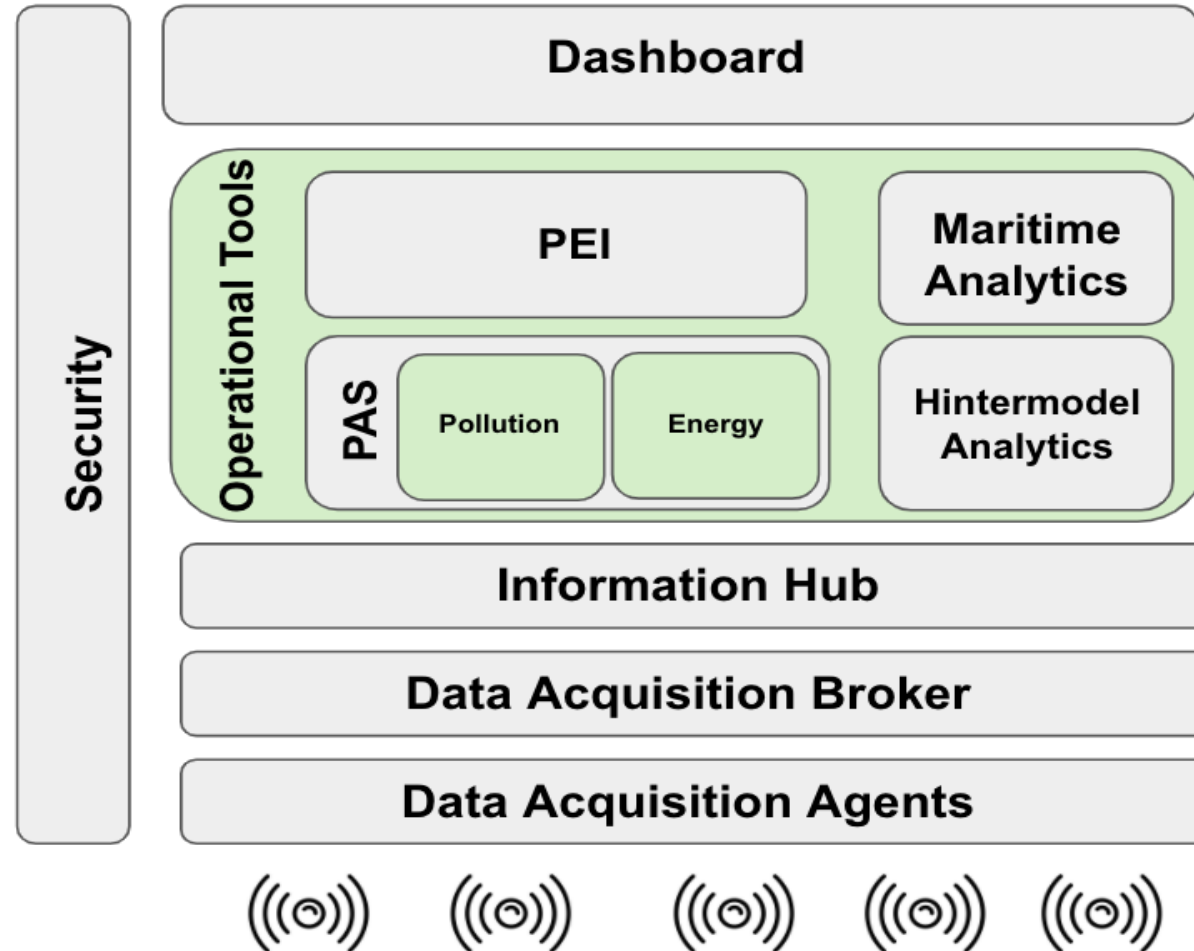 Security
Dashboard
Operational Tools
PEI
Maritime
Analytics
PAS
Pollution
Energy
Hintermodel
Analytics
Information Hub
Data Acquisition Broker
Data Acquisition Agents